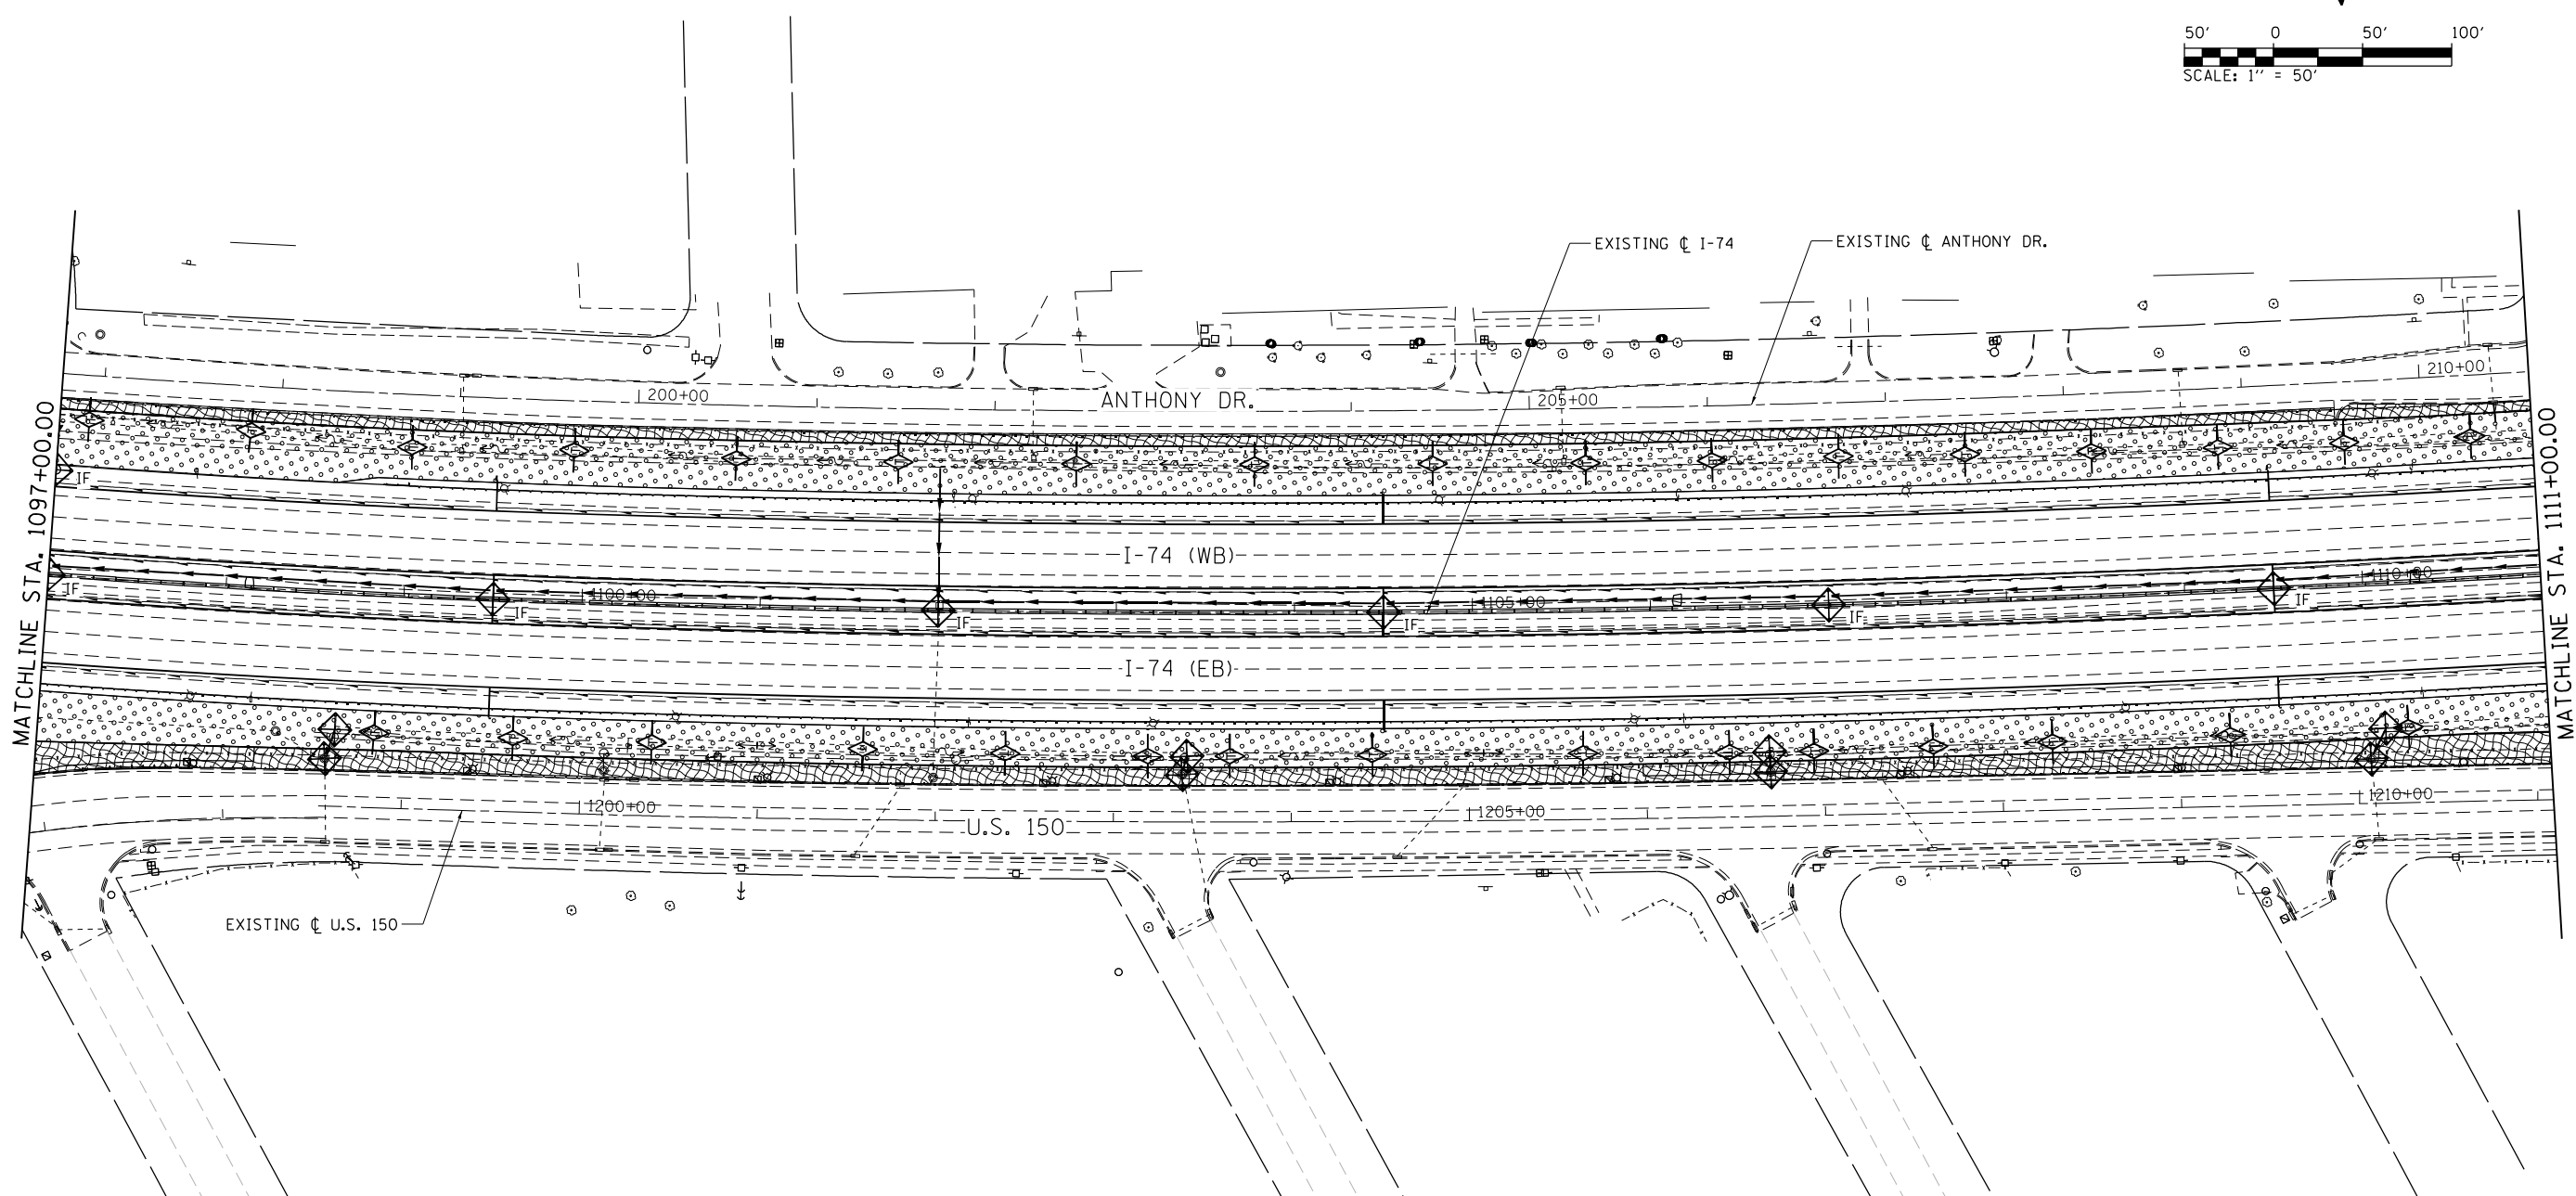 50' 0 50' 100'
SCALE: 1'' = 50'
EXISTING ℄ I-74
EXISTING ℄ ANTHONY DR.
210+00
200+00
ANTHONY DR.
205+00
MATCHLINE STA. 1097+00.00
MATCHLINE STA. 1111+00.00
IF
I-74 (WB)
1110+00
IF
1100+00
1105+00
IF
IF
IF
IF
IF
I-74 (EB)
1210+00
1200+00
1205+00
U.S. 150
EXISTING ℄ U.S. 150